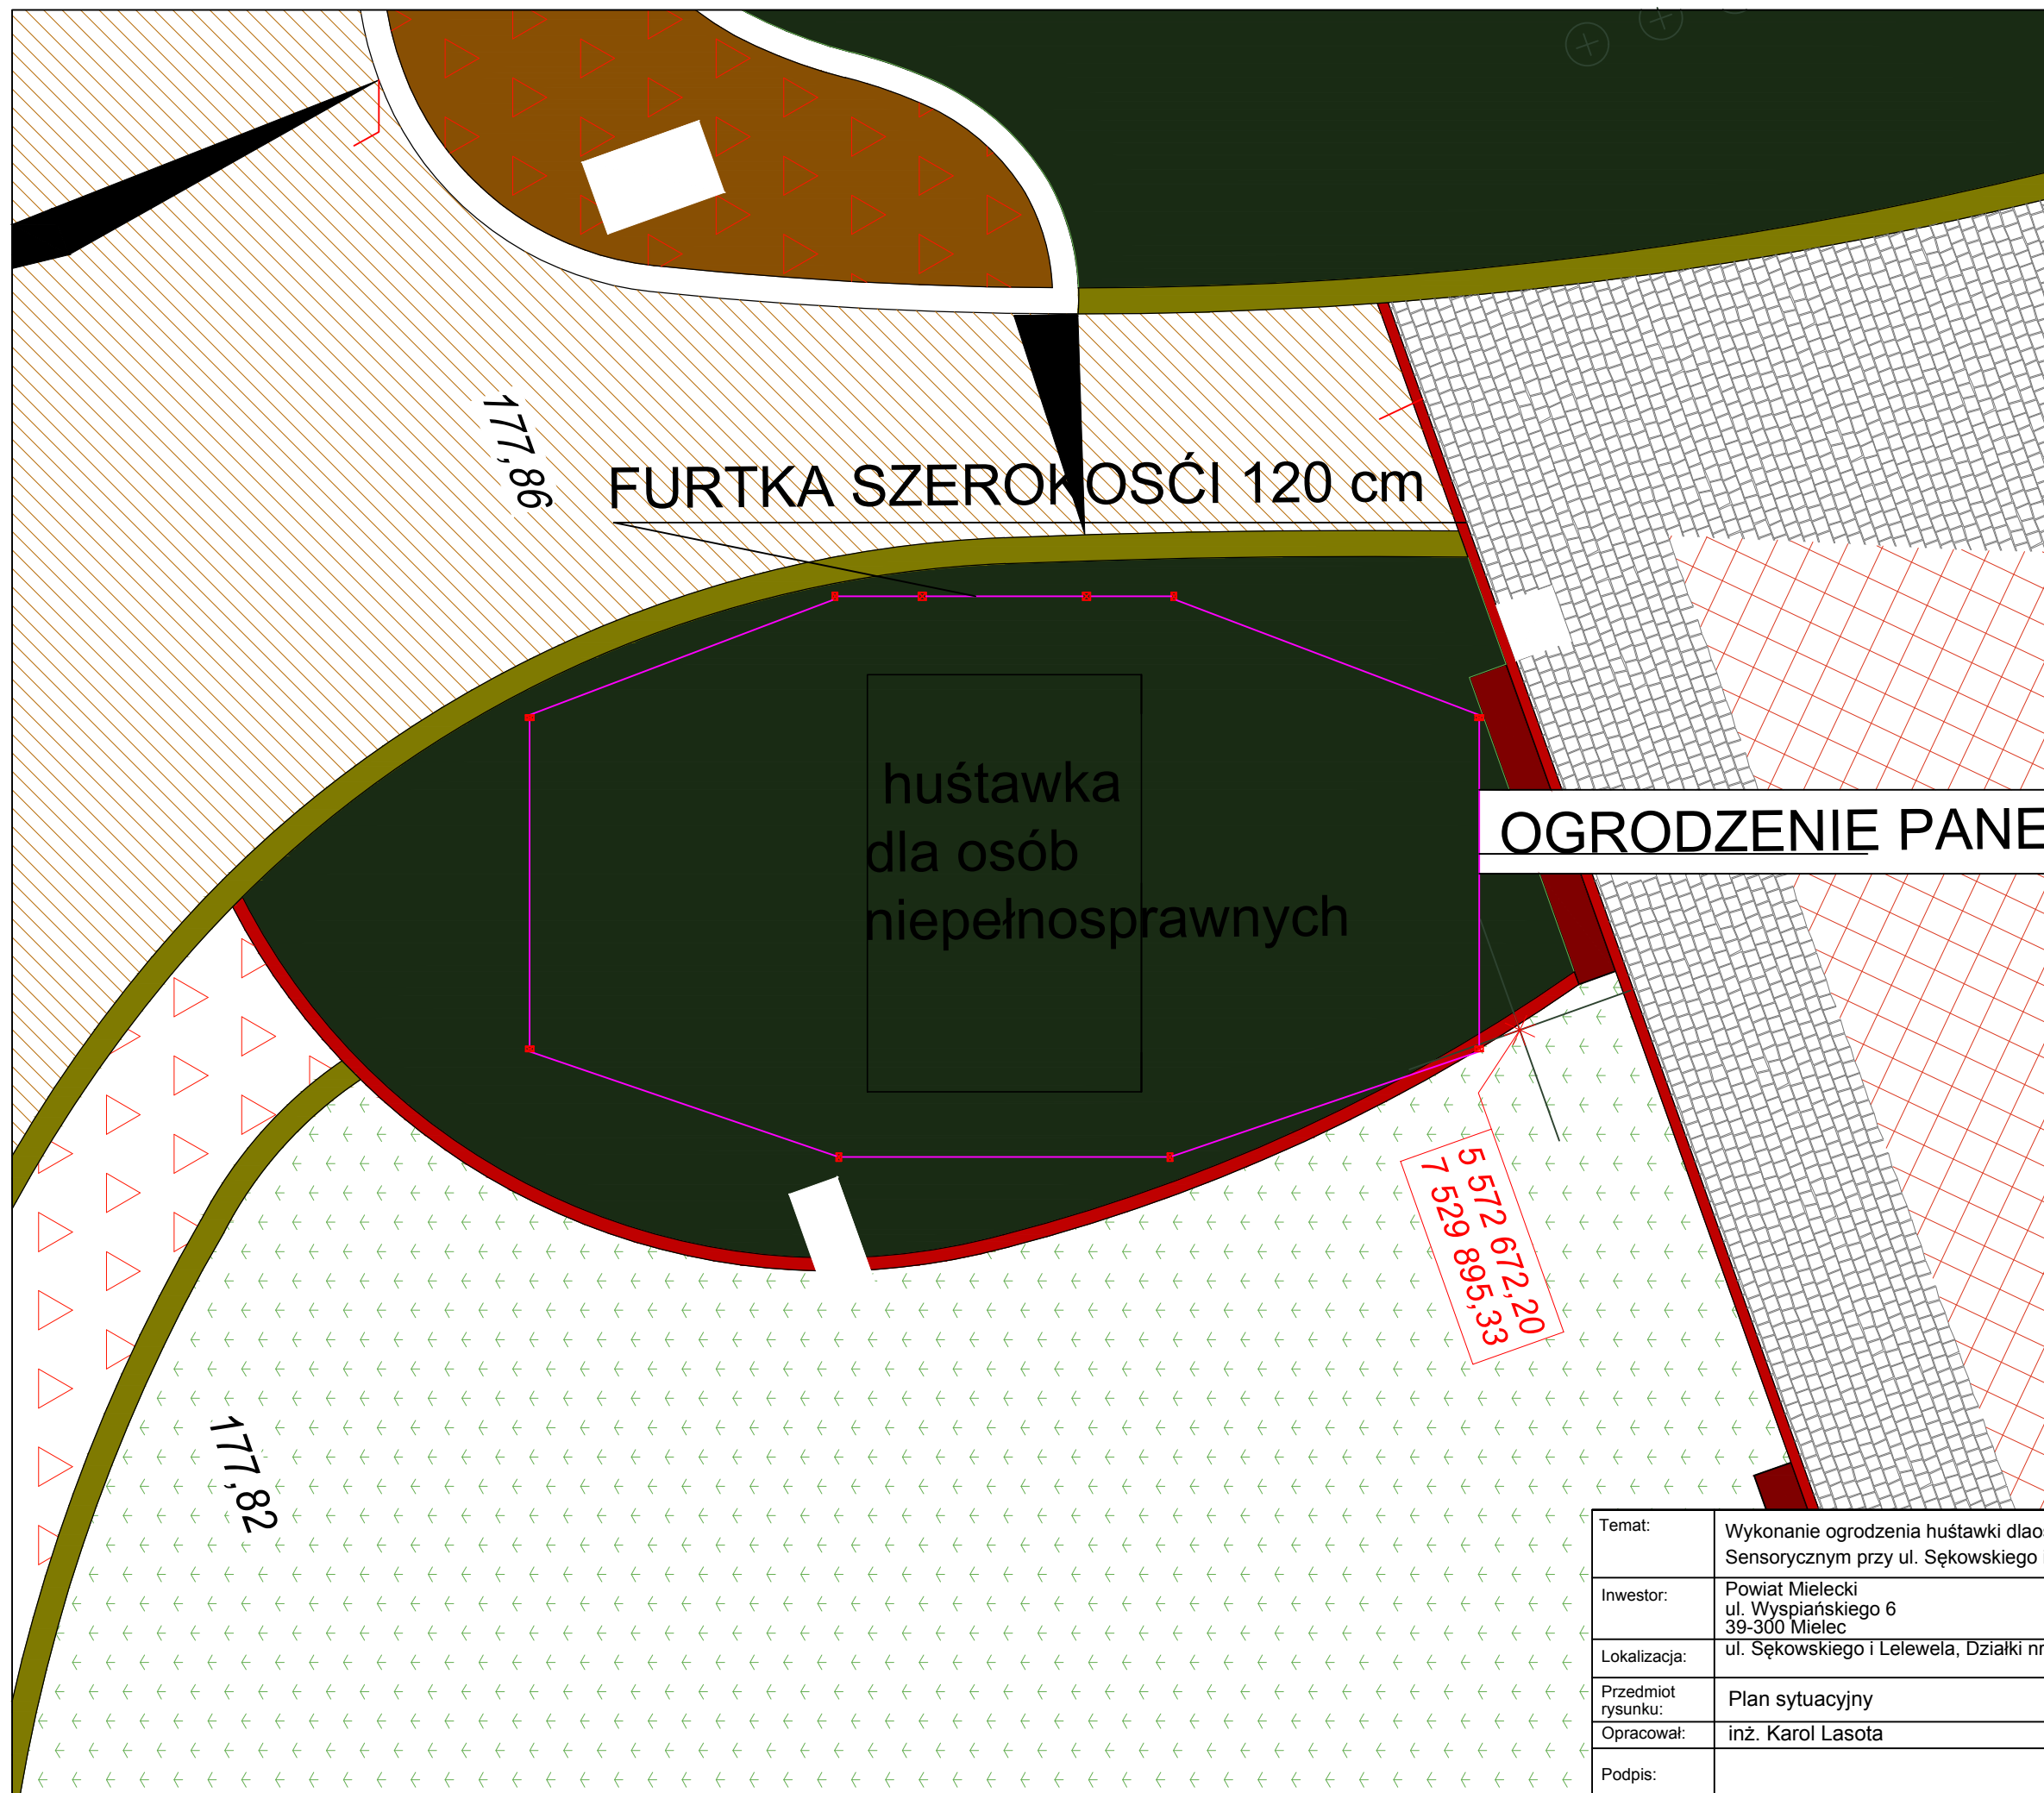 177,86
FURTKA SZEROKOSĆI 120 cm
huśtawka
dla osób
niepełnosprawnych
OGRODZENIE PANE
5 572 672,20
7 529 895,33
177,82
Temat:
Wykonanie ogrodzenia huśtawki dlao
Sensorycznym przy ul. Sękowskiego
Inwestor:
Powiat Mielecki
ul. Wyspiańskiego 6
39-300 Mielec
Lokalizacja:
ul. Sękowskiego i Lelewela, Działki nr
Przedmiot
rysunku:
Plan sytuacyjny
Opracował:
inż. Karol Lasota
Podpis: